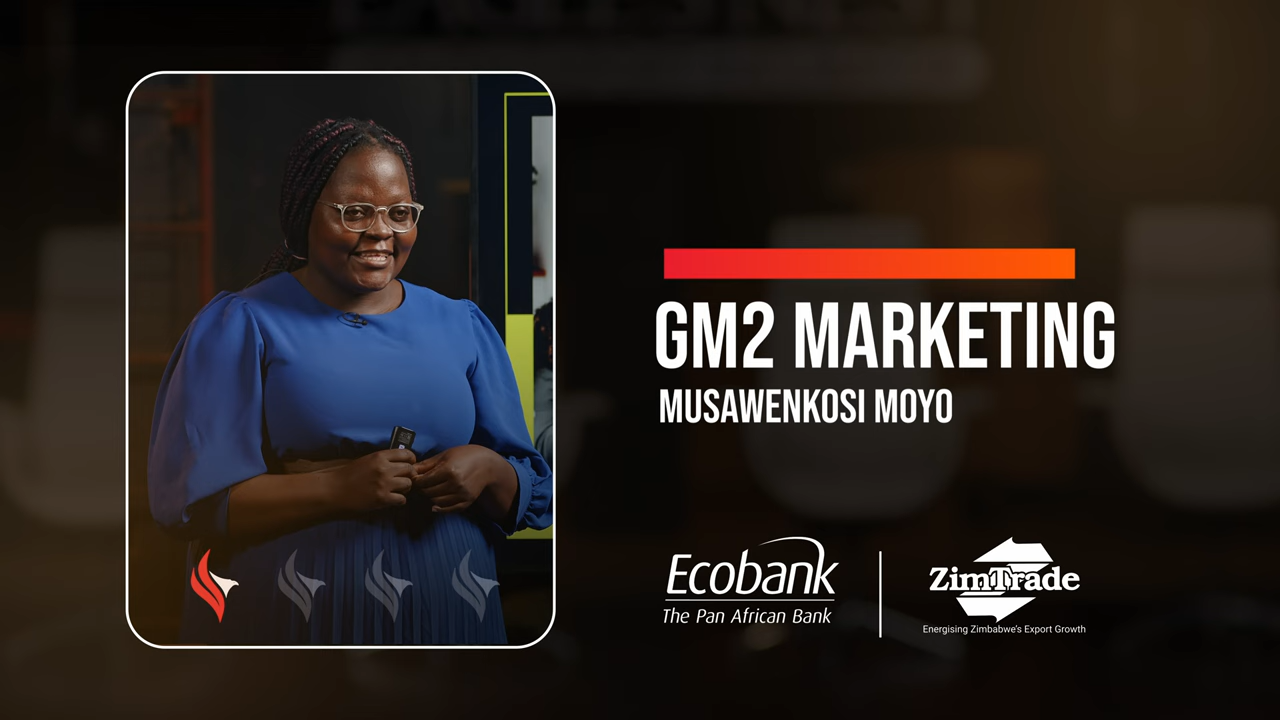 GM2 MARKETING
MUSAWENKOSI MOYO
Ecobank
The Pan African Bank
ZimTrade
Energising Zimbabwe's Export Growth